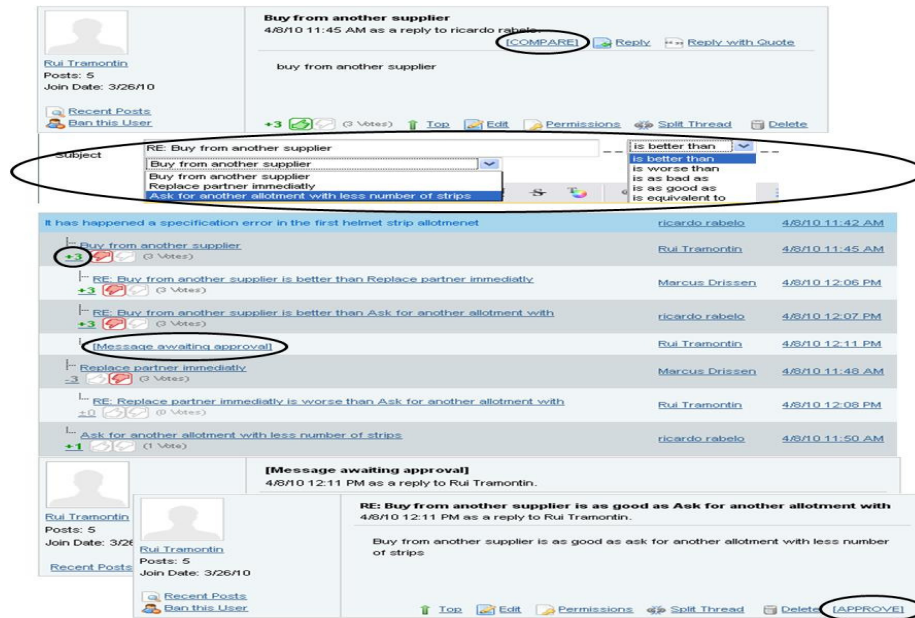 Buy from another supplier
4/8/10 11:45 AM as a reply to ricardo rabelo.
[COMPARE] Reply Reply with Quote
Rui Tramontin
Posts: 5
Join Date: 3/26/10
buy from another supplier
Recent Posts
Ban this User
+3 (3 Votes) Top Edit Permissions Split Thread Delete
Subject
RE: Buy from another supplier
is better than
Buy from another supplier
Buy from another supplier
Replace partner immediatly
Ask for another allotment with less number of strips
is better than
is worse than
is as bad as
is as good as
is equivalent to
It has happened a specification error in the first helmet strip allotmenet ricardo rabelo 4/8/10 11:42 AM
Buy from another supplier Rui Tramontin 4/8/10 11:45 AM
+3 (3 Votes)
RE: Buy from another supplier is better than Replace partner immediatly Marcus Drissen 4/8/10 12:06 PM
+3 (3 Votes)
RE: Buy from another supplier is better than Ask for another allotment with ricardo rabelo 4/8/10 12:07 PM
+3 (3 Votes)
[Message awaiting approval] Rui Tramontin 4/8/10 12:11 PM
Replace partner immediatly Marcus Drissen 4/8/10 11:48 AM
-3 (3 Votes)
RE: Replace partner immediatly is worse than Ask for another allotment with Rui Tramontin 4/8/10 12:08 PM
±0 (0 Votes)
Ask for another allotment with less number of strips ricardo rabelo 4/8/10 11:50 AM
+1 (1 Vote)
[Message awaiting approval]
4/8/10 12:11 PM as a reply to Rui Tramontin.
Rui Tramontin
Posts: 5
Join Date: 3/26
Recent Posts
RE: Buy from another supplier is as good as Ask for another allotment with
4/8/10 12:11 PM as a reply to Rui Tramontin.
Rui Tramontin
Posts: 5
Join Date: 3/26/10
Buy from another supplier is as good as ask for another allotment with less number
of strips
Recent Posts
Ban this User
Top Edit Permissions Split Thread Delete [APPROVE]